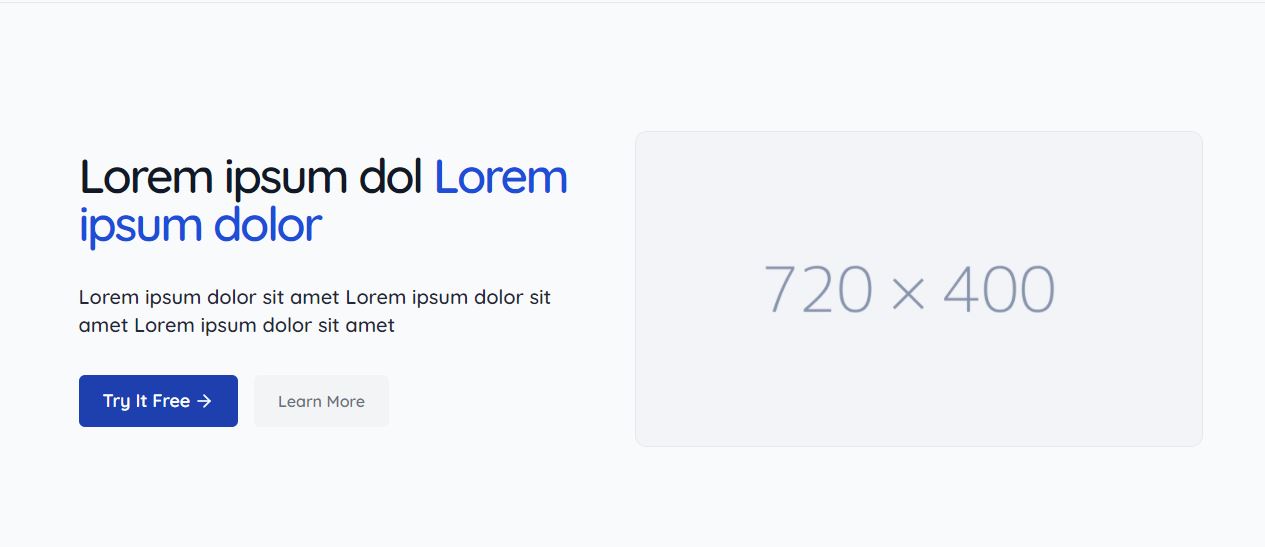 Lorem ipsum dol Lorem
ipsum dolor
Lorem ipsum dolor sit amet Lorem ipsum dolor sit
amet Lorem ipsum dolor sit amet
Try It Free →
Learn More
720 × 400